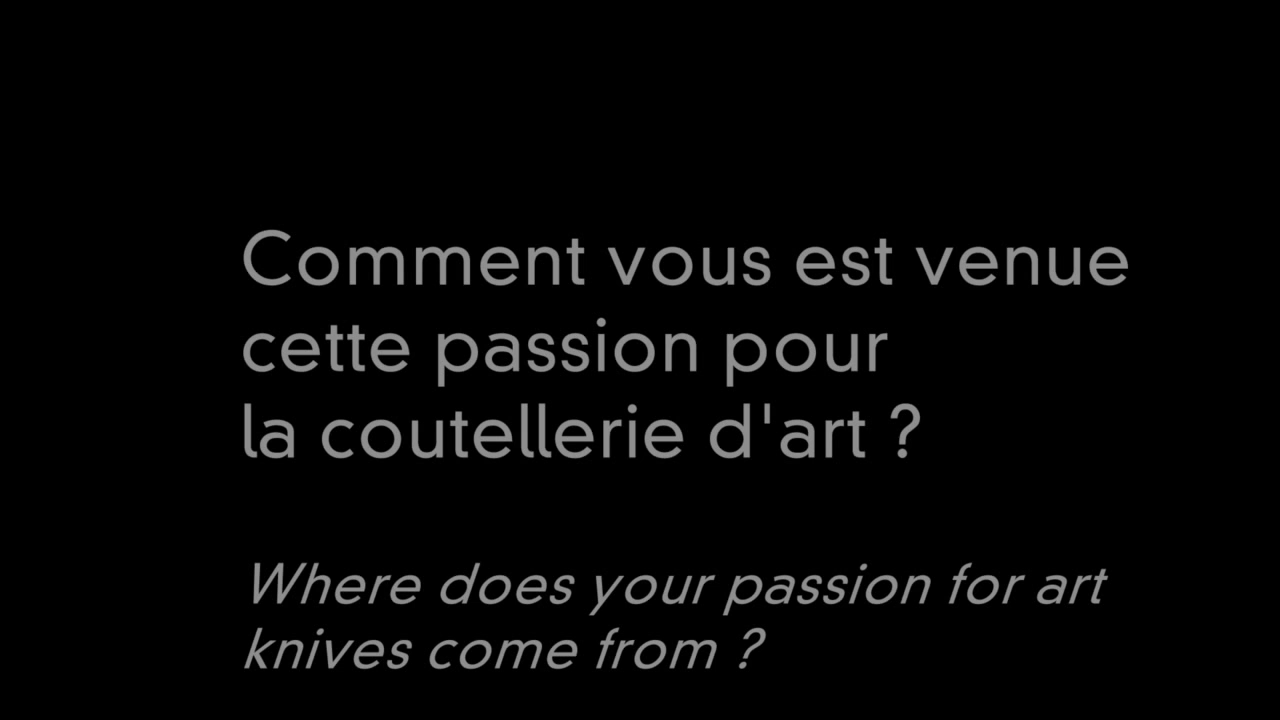 Comment vous est venue
cette passion pour
la coutellerie d'art ?
Where does your passion for art
knives come from ?